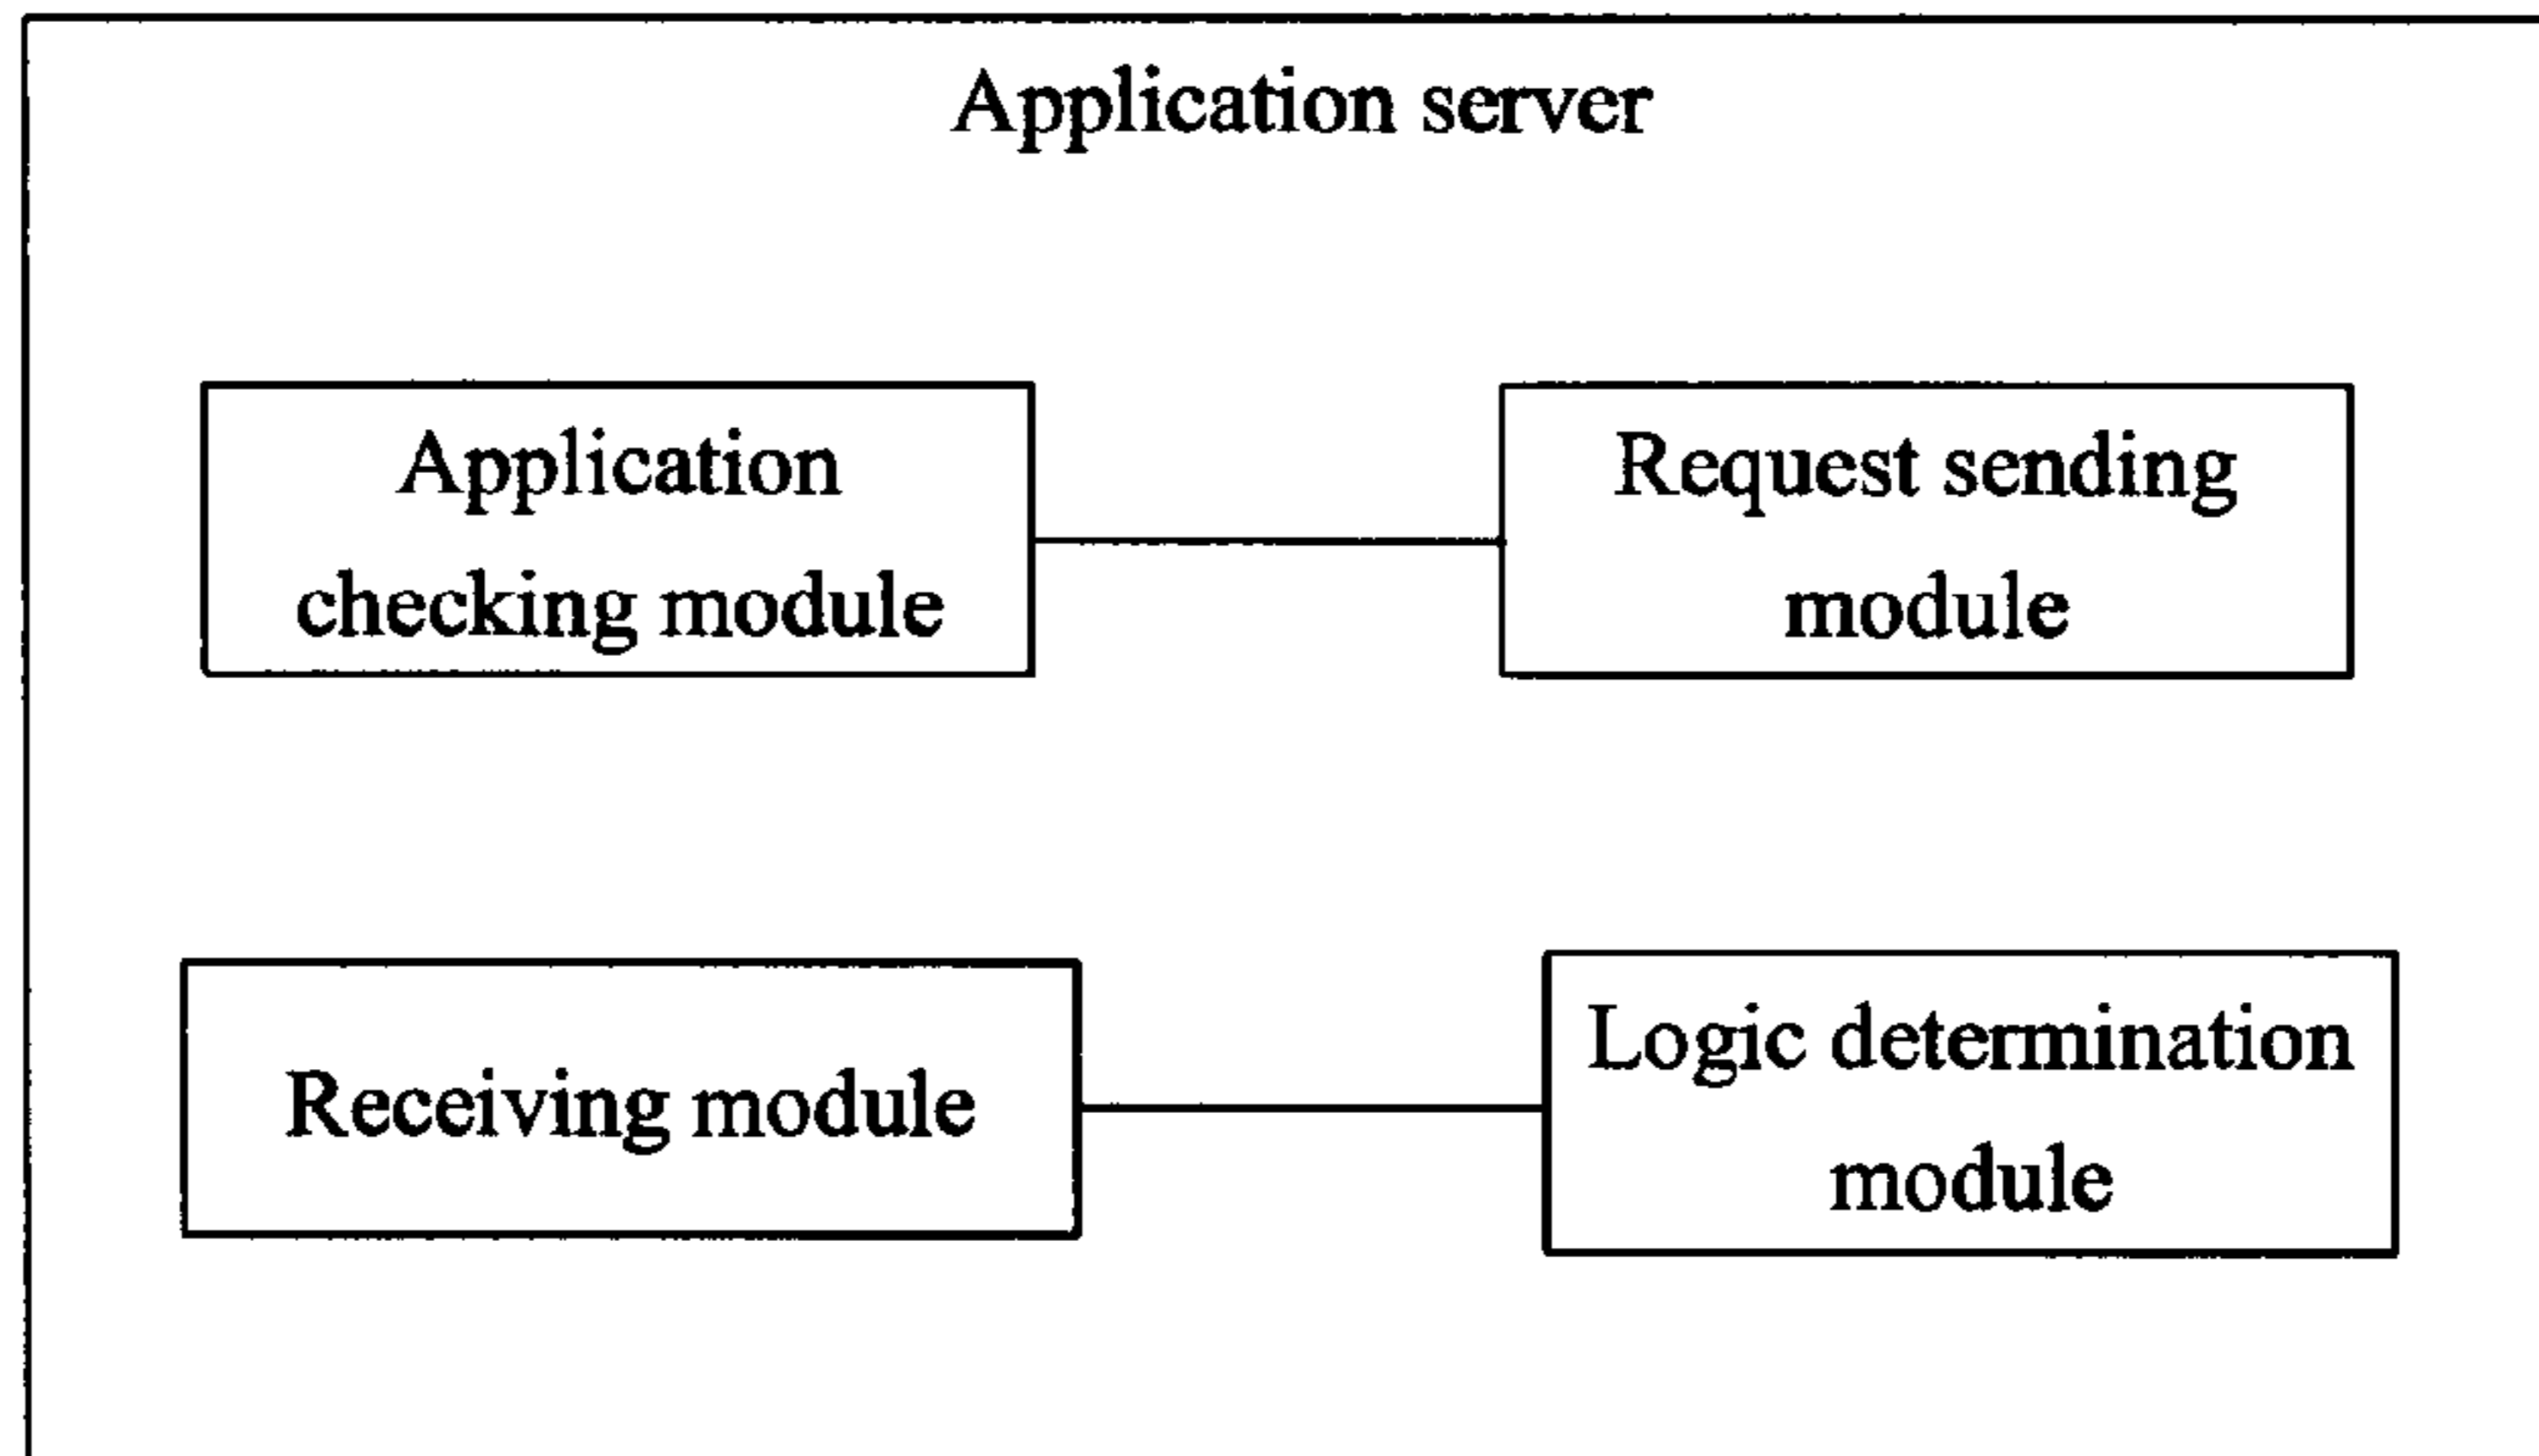 Application server
Application
checking module
Request sending
module
Receiving module
Logic determination
module